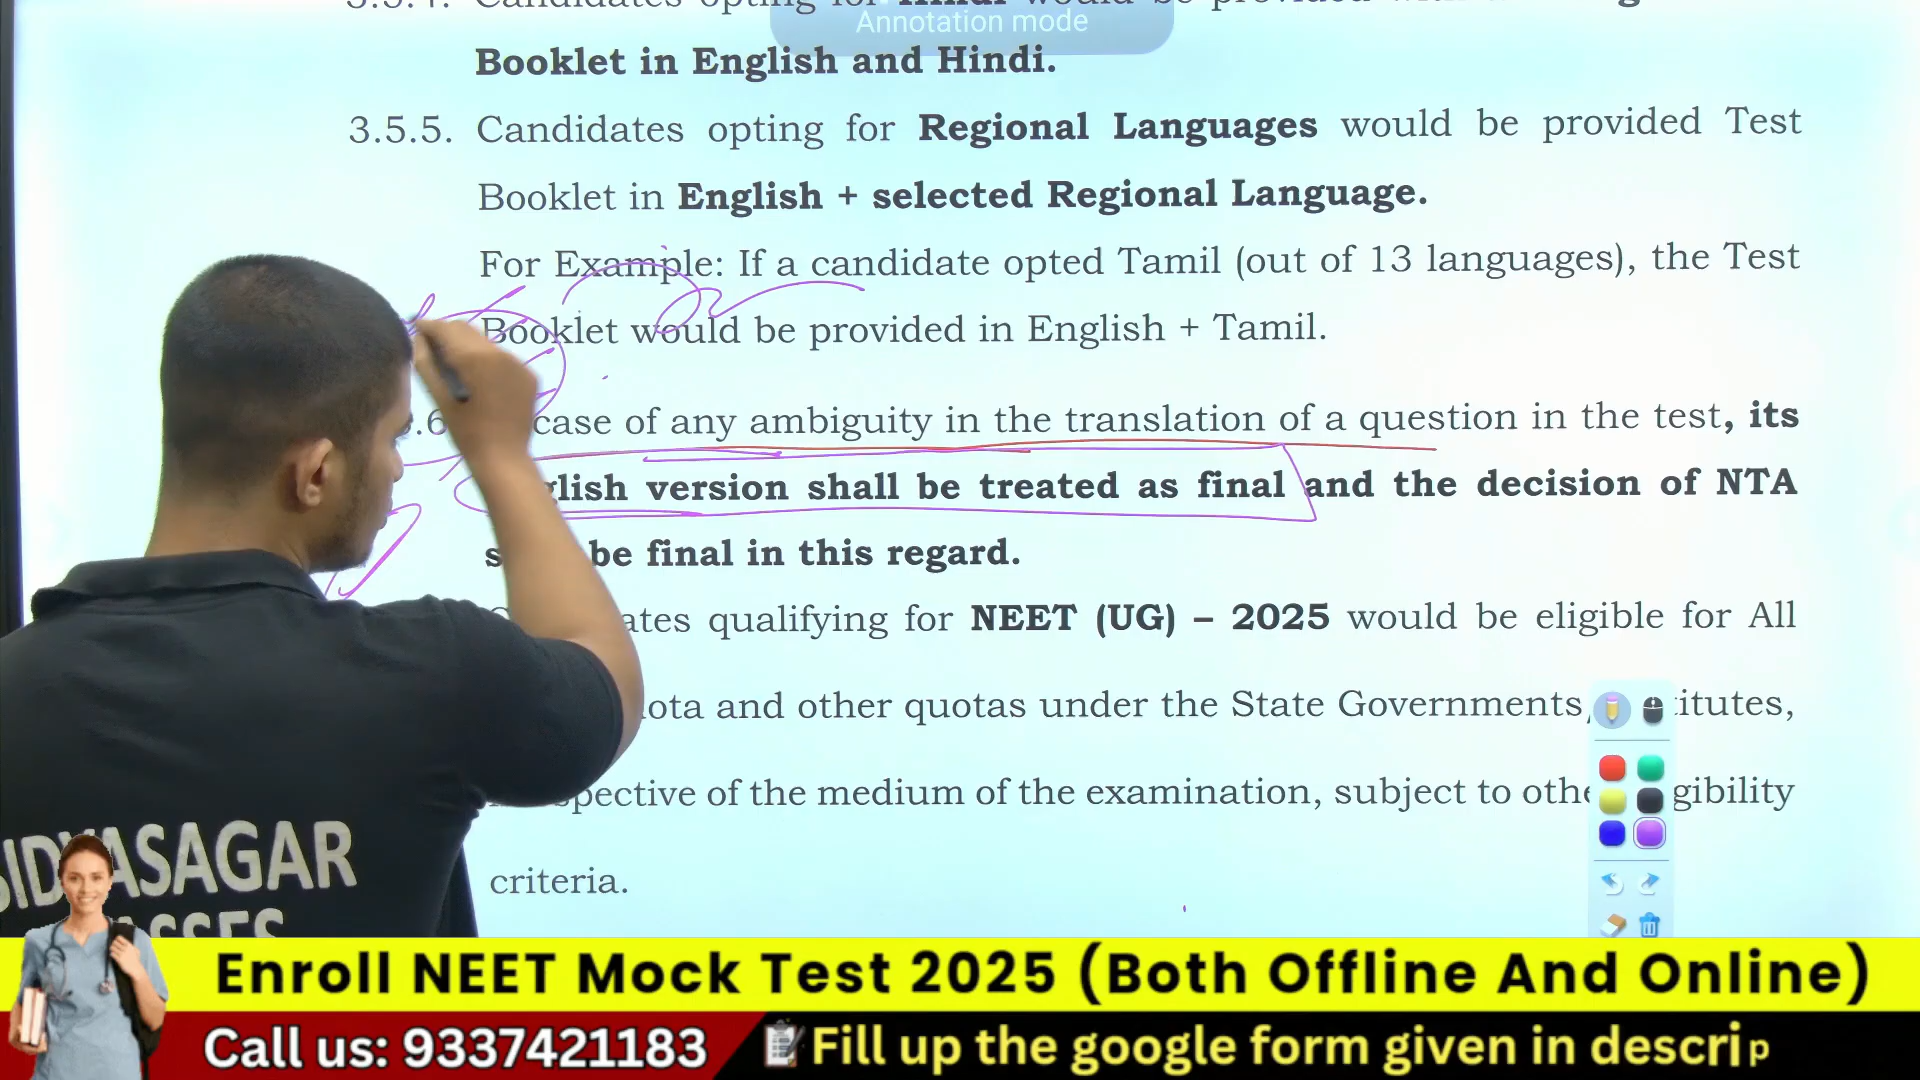 Annotation mode
Booklet in English and Hindi.
3.5.5. Candidates opting for Regional Languages would be provided Test
Booklet in English + selected Regional Language.
For Example: If a candidate opted Tamil (out of 13 languages), the Test
Booklet would be provided in English + Tamil.
case of any ambiguity in the translation of a question in the test, its
glish version shall be treated as final and the decision of NTA
be final in this regard.
ates qualifying for NEET (UG) – 2025 would be eligible for All
ota and other quotas under the State Governments, titutes,
pective of the medium of the examination, subject to othe gibility
criteria.
IDYASAGAR
ASSES
Enroll NEET Mock Test 2025 (Both Offline And Online)
Call us: 9337421183 Fill up the google form given in descrip